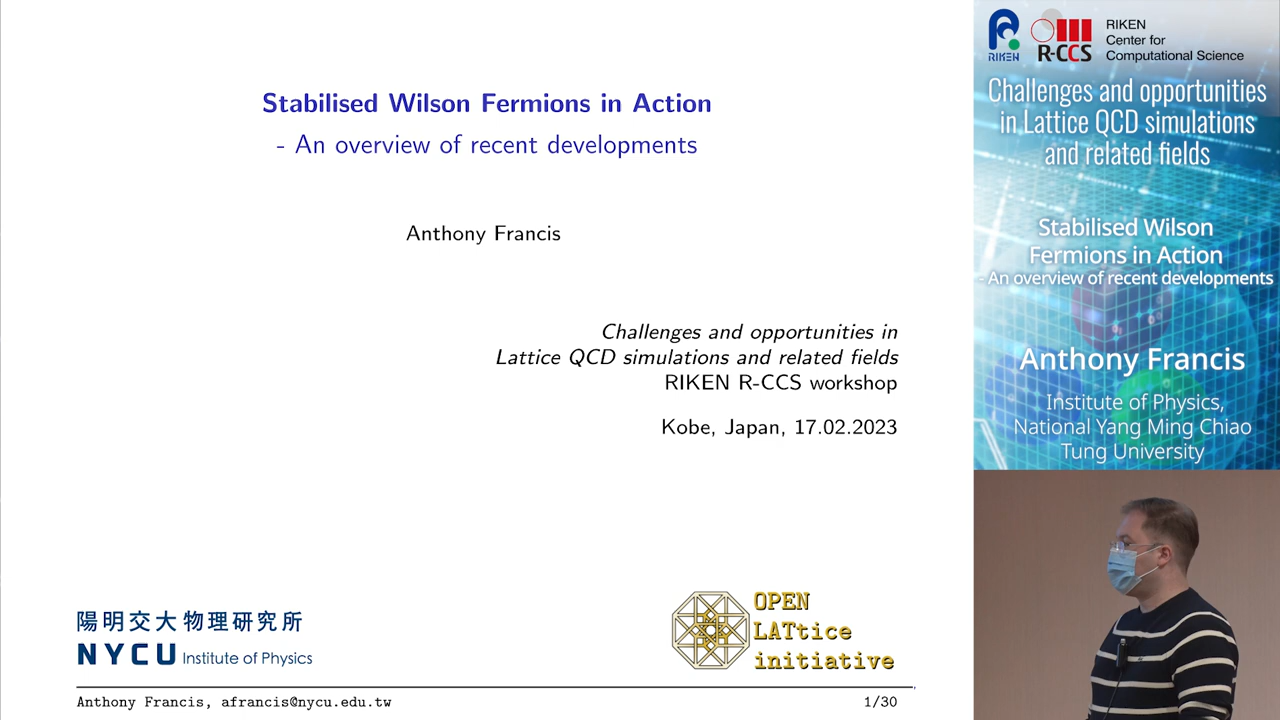 Stabilised Wilson Fermions in Action
- An overview of recent developments
Anthony Francis
Challenges and opportunities in
Lattice QCD simulations and related fields
RIKEN R-CCS workshop
Kobe, Japan, 17.02.2023
陽明交大物理研究所
NYCU Institute of Physics
OPEN
LATtice
initiative
Anthony Francis, afrancis@nycu.edu.tw
1/30
RIKEN
R-CCS
RIKEN
Center for
Computational Science
Challenges and opportunities
in Lattice QCD simulations
and related fields
Stabilised Wilson
Fermions in Action
- An overview of recent developments
Anthony Francis
Institute of Physics,
National Yang Ming Chiao
Tung University